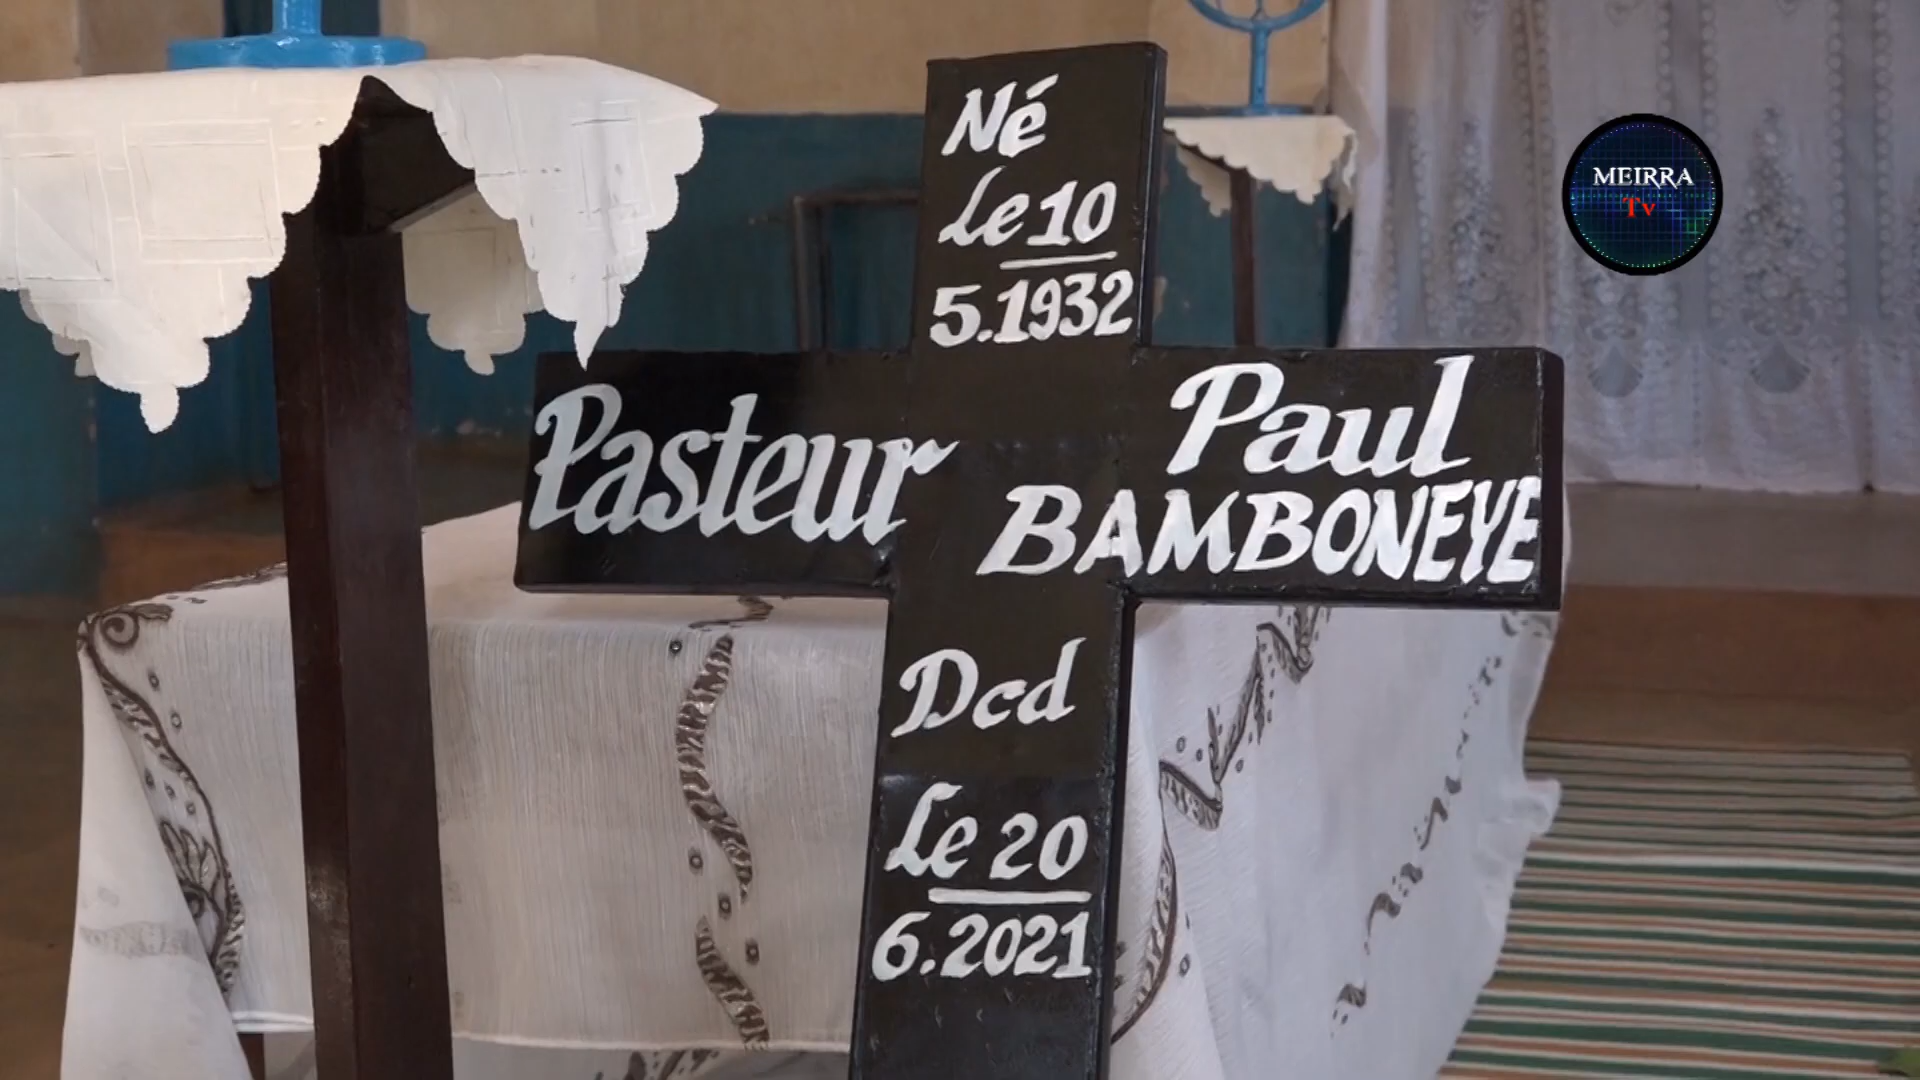 Né
Le 10
5.1932
Pasteur
Paul
BAMBONEYE
Dcd
Le 20
6.2021
MEIRRA
Tv